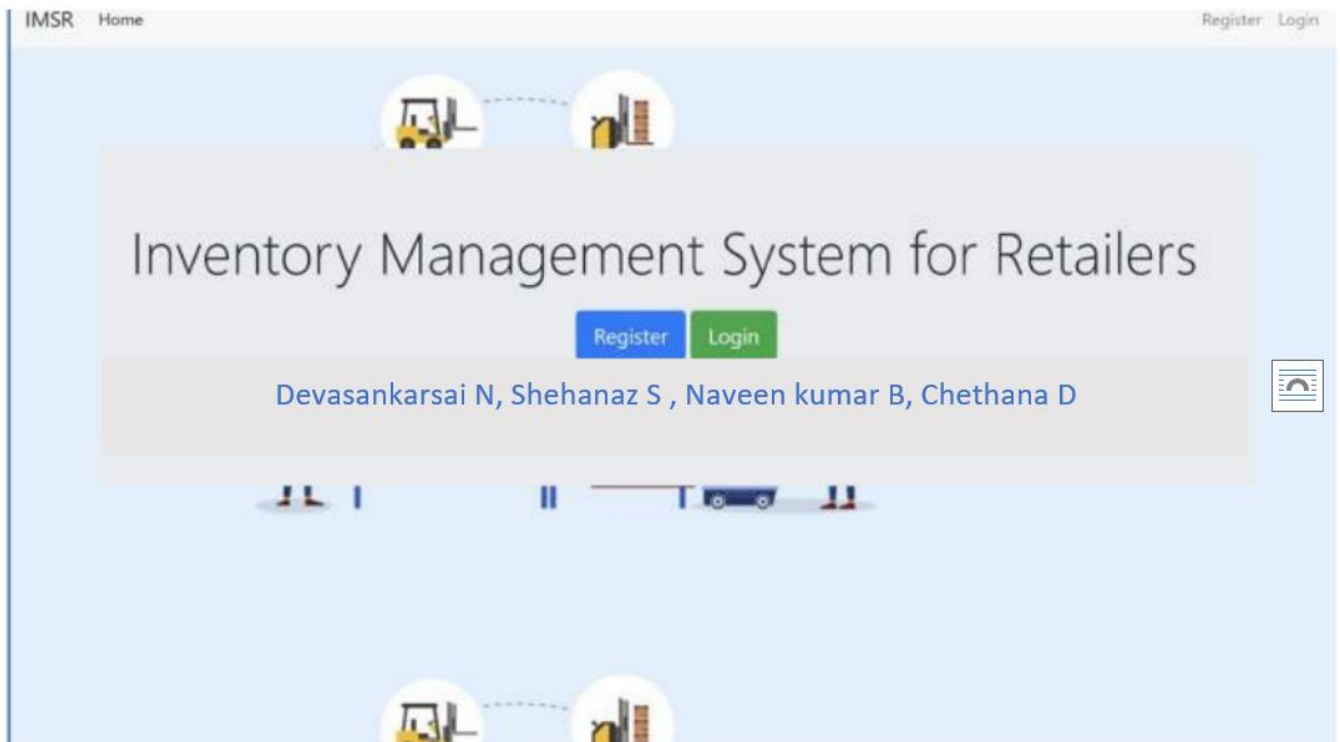 IMSR Home Register Login
Inventory Management System for Retailers
Register Login
Devasankarsai N, Shehanaz S , Naveen kumar B, Chethana D